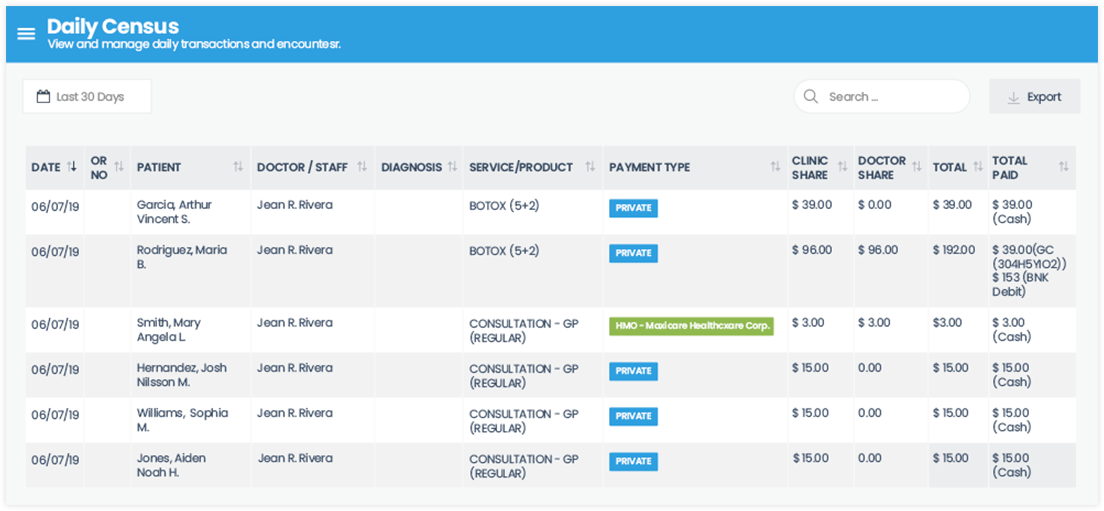 Daily Census
View and manage daily transactions and encountesr.
Last 30 Days
Search ...
Export
DATE OR NO PATIENT DOCTOR / STAFF DIAGNOSIS SERVICE/PRODUCT PAYMENT TYPE CLINIC SHARE DOCTOR SHARE TOTAL TOTAL PAID
06/07/19 Garcia, Arthur Vincent S. Jean R. Rivera BOTOX (5+2) PRIVATE $ 39.00 $ 0.00 $ 39.00 $ 39.00 (Cash)
06/07/19 Rodriguez, Maria B. Jean R. Rivera BOTOX (5+2) PRIVATE $ 96.00 $ 96.00 $ 192.00 $ 39.00(GC (304H5YIO2)) $ 153 (BNK Debit)
06/07/19 Smith, Mary Angela L. Jean R. Rivera CONSULTATION - GP (REGULAR) HMO - Maxicare Healthcxare Corp. $ 3.00 $ 3.00 $3.00 $ 3.00 (Cash)
06/07/19 Hernandez, Josh Nilsson M. Jean R. Rivera CONSULTATION - GP (REGULAR) PRIVATE $ 15.00 0.00 $ 15.00 $ 15.00 (Cash)
06/07/19 Williams, Sophia M. Jean R. Rivera CONSULTATION - GP (REGULAR) PRIVATE $ 15.00 0.00 $ 15.00 $ 15.00 (Cash)
06/07/19 Jones, Aiden Noah H. Jean R. Rivera CONSULTATION - GP (REGULAR) PRIVATE $ 15.00 0.00 $ 15.00 $ 15.00 (Cash)